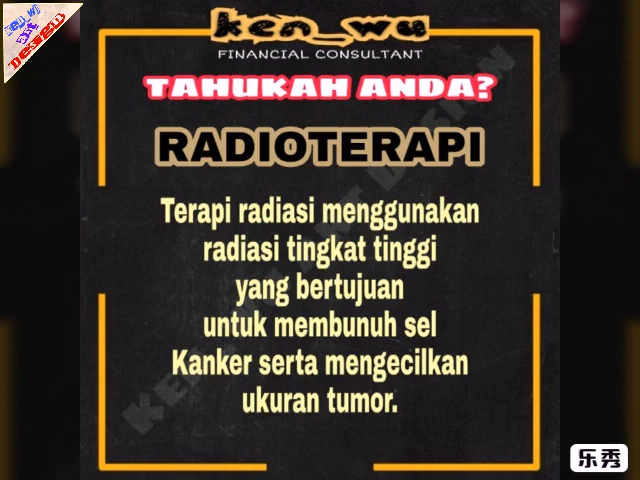 ken_wu
FINANCIAL CONSULTANT
TAHUKAH ANDA?
RADIOTERAPI
Terapi radiasi menggunakan
radiasi tingkat tinggi
yang bertujuan
untuk membunuh sel
Kanker serta mengecilkan
ukuran tumor.
乐秀